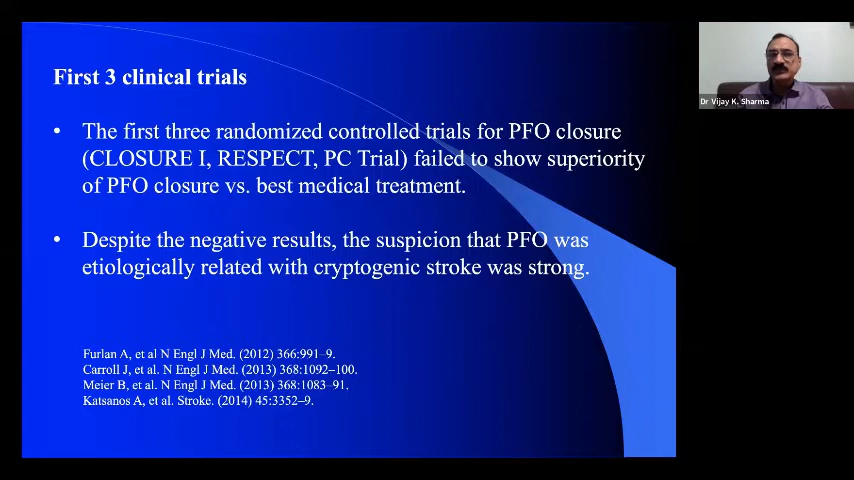 First 3 clinical trials
• The first three randomized controlled trials for PFO closure
(CLOSURE I, RESPECT, PC Trial) failed to show superiority
of PFO closure vs. best medical treatment.
• Despite the negative results, the suspicion that PFO was
etiologically related with cryptogenic stroke was strong.
Furlan A, et al N Engl J Med. (2012) 366:991–9.
Carroll J, et al. N Engl J Med. (2013) 368:1092–100.
Meier B, et al. N Engl J Med. (2013) 368:1083–91.
Katsanos A, et al. Stroke. (2014) 45:3352–9.
Dr Vijay K. Sharma